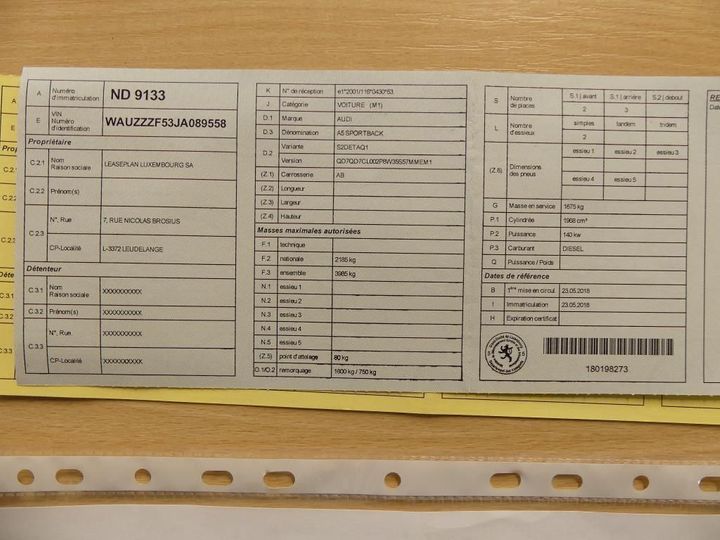 A Numéro d'immatriculation ND 9133
E VIN Numéro d'identification WAUZZZF53JA089558
Propriétaire
C.2.1 Nom Raison sociale LEASEPLAN LUXEMBOURG SA
C.2.2 Prénom(s)
C.2.3 N°, Rue 7, RUE NICOLAS BROSIUS
CP-Localité L-3372 LEUDELANGE
Détenteur
C.3.1 Nom Raison sociale XXXXXXXXXX
C.3.2 Prénom(s) XXXXXXXXXX
C.3.3 N°, Rue XXXXXXXXXX
CP-Localité XXXXXXXXXX
K N° de réception e1*2001/116*0430*53
J Catégorie VOITURE (M1)
D.1 Marque AUDI
D.3 Dénomination A5 SPORTBACK
D.2 Variante S2DETAQ1
Version QD7QD7CL002P8W35S57MMEM1
(Z.1) Carrosserie AB
(Z.2) Longueur
(Z.3) Largeur
(Z.4) Hauteur
Masses maximales autorisées
F.1 technique
F.2 nationale 2185 kg
F.3 ensemble 3985 kg
N.1 essieu 1
N.2 essieu 2
N.3 essieu 3
N.4 essieu 4
N.5 essieu 5
(Z.5) point d'attelage 80 kg
O.1/O.2 remorquage 1600 kg / 750 kg
S Nombre de places S.1 | avant S.1 | arrière S.2 | debout
2 3
L Nombre d'essieux simples tandem tridem
2
(Z.6) Dimensions des pneus essieu 1 essieu 2 essieu 3
essieu 4 essieu 5
G Masse en service 1675 kg
P.1 Cylindrée 1968 cm³
P.2 Puissance 140 kw
P.3 Carburant DIESEL
Q Puissance / Poids
Dates de référence
B 1ère mise en circul. 23.05.2018
I Immatriculation 23.05.2018
H Expiration certificat
180198273